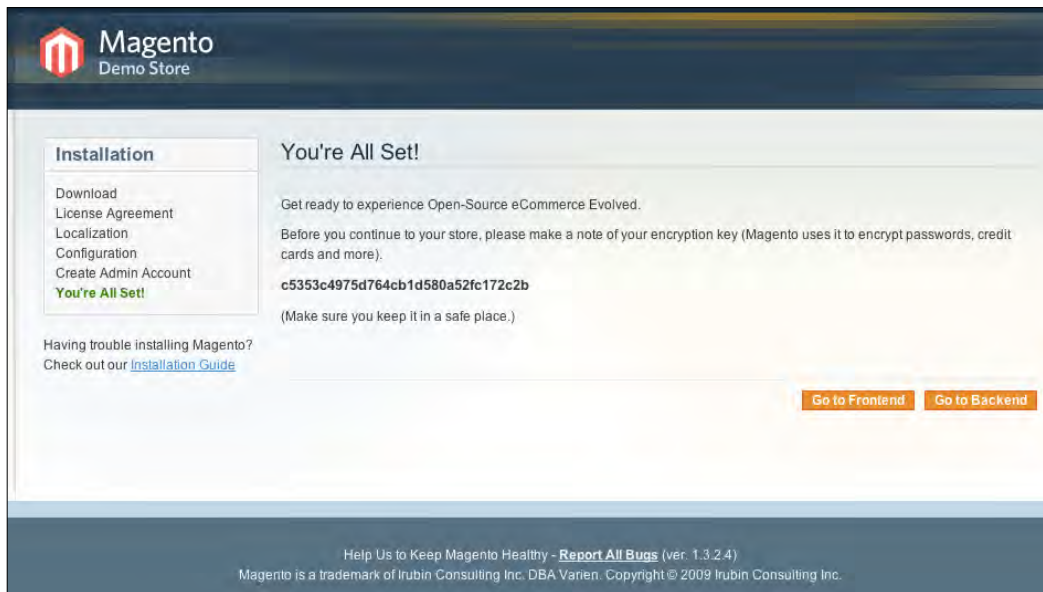 Magento
Demo Store
Installation
Download
License Agreement
Localization
Configuration
Create Admin Account
You're All Set!
Having trouble installing Magento?
Check out our Installation Guide
You're All Set!
Get ready to experience Open-Source eCommerce Evolved.
Before you continue to your store, please make a note of your encryption key (Magento uses it to encrypt passwords, credit
cards and more).
c5353c4975d764cb1d580a52fc172c2b
(Make sure you keep it in a safe place.)
Go to Frontend
Go to Backend
Help Us to Keep Magento Healthy - Report All Bugs (ver. 1.3.2.4)
Magento is a trademark of Irubin Consulting Inc. DBA Varien. Copyright © 2009 Irubin Consulting Inc.